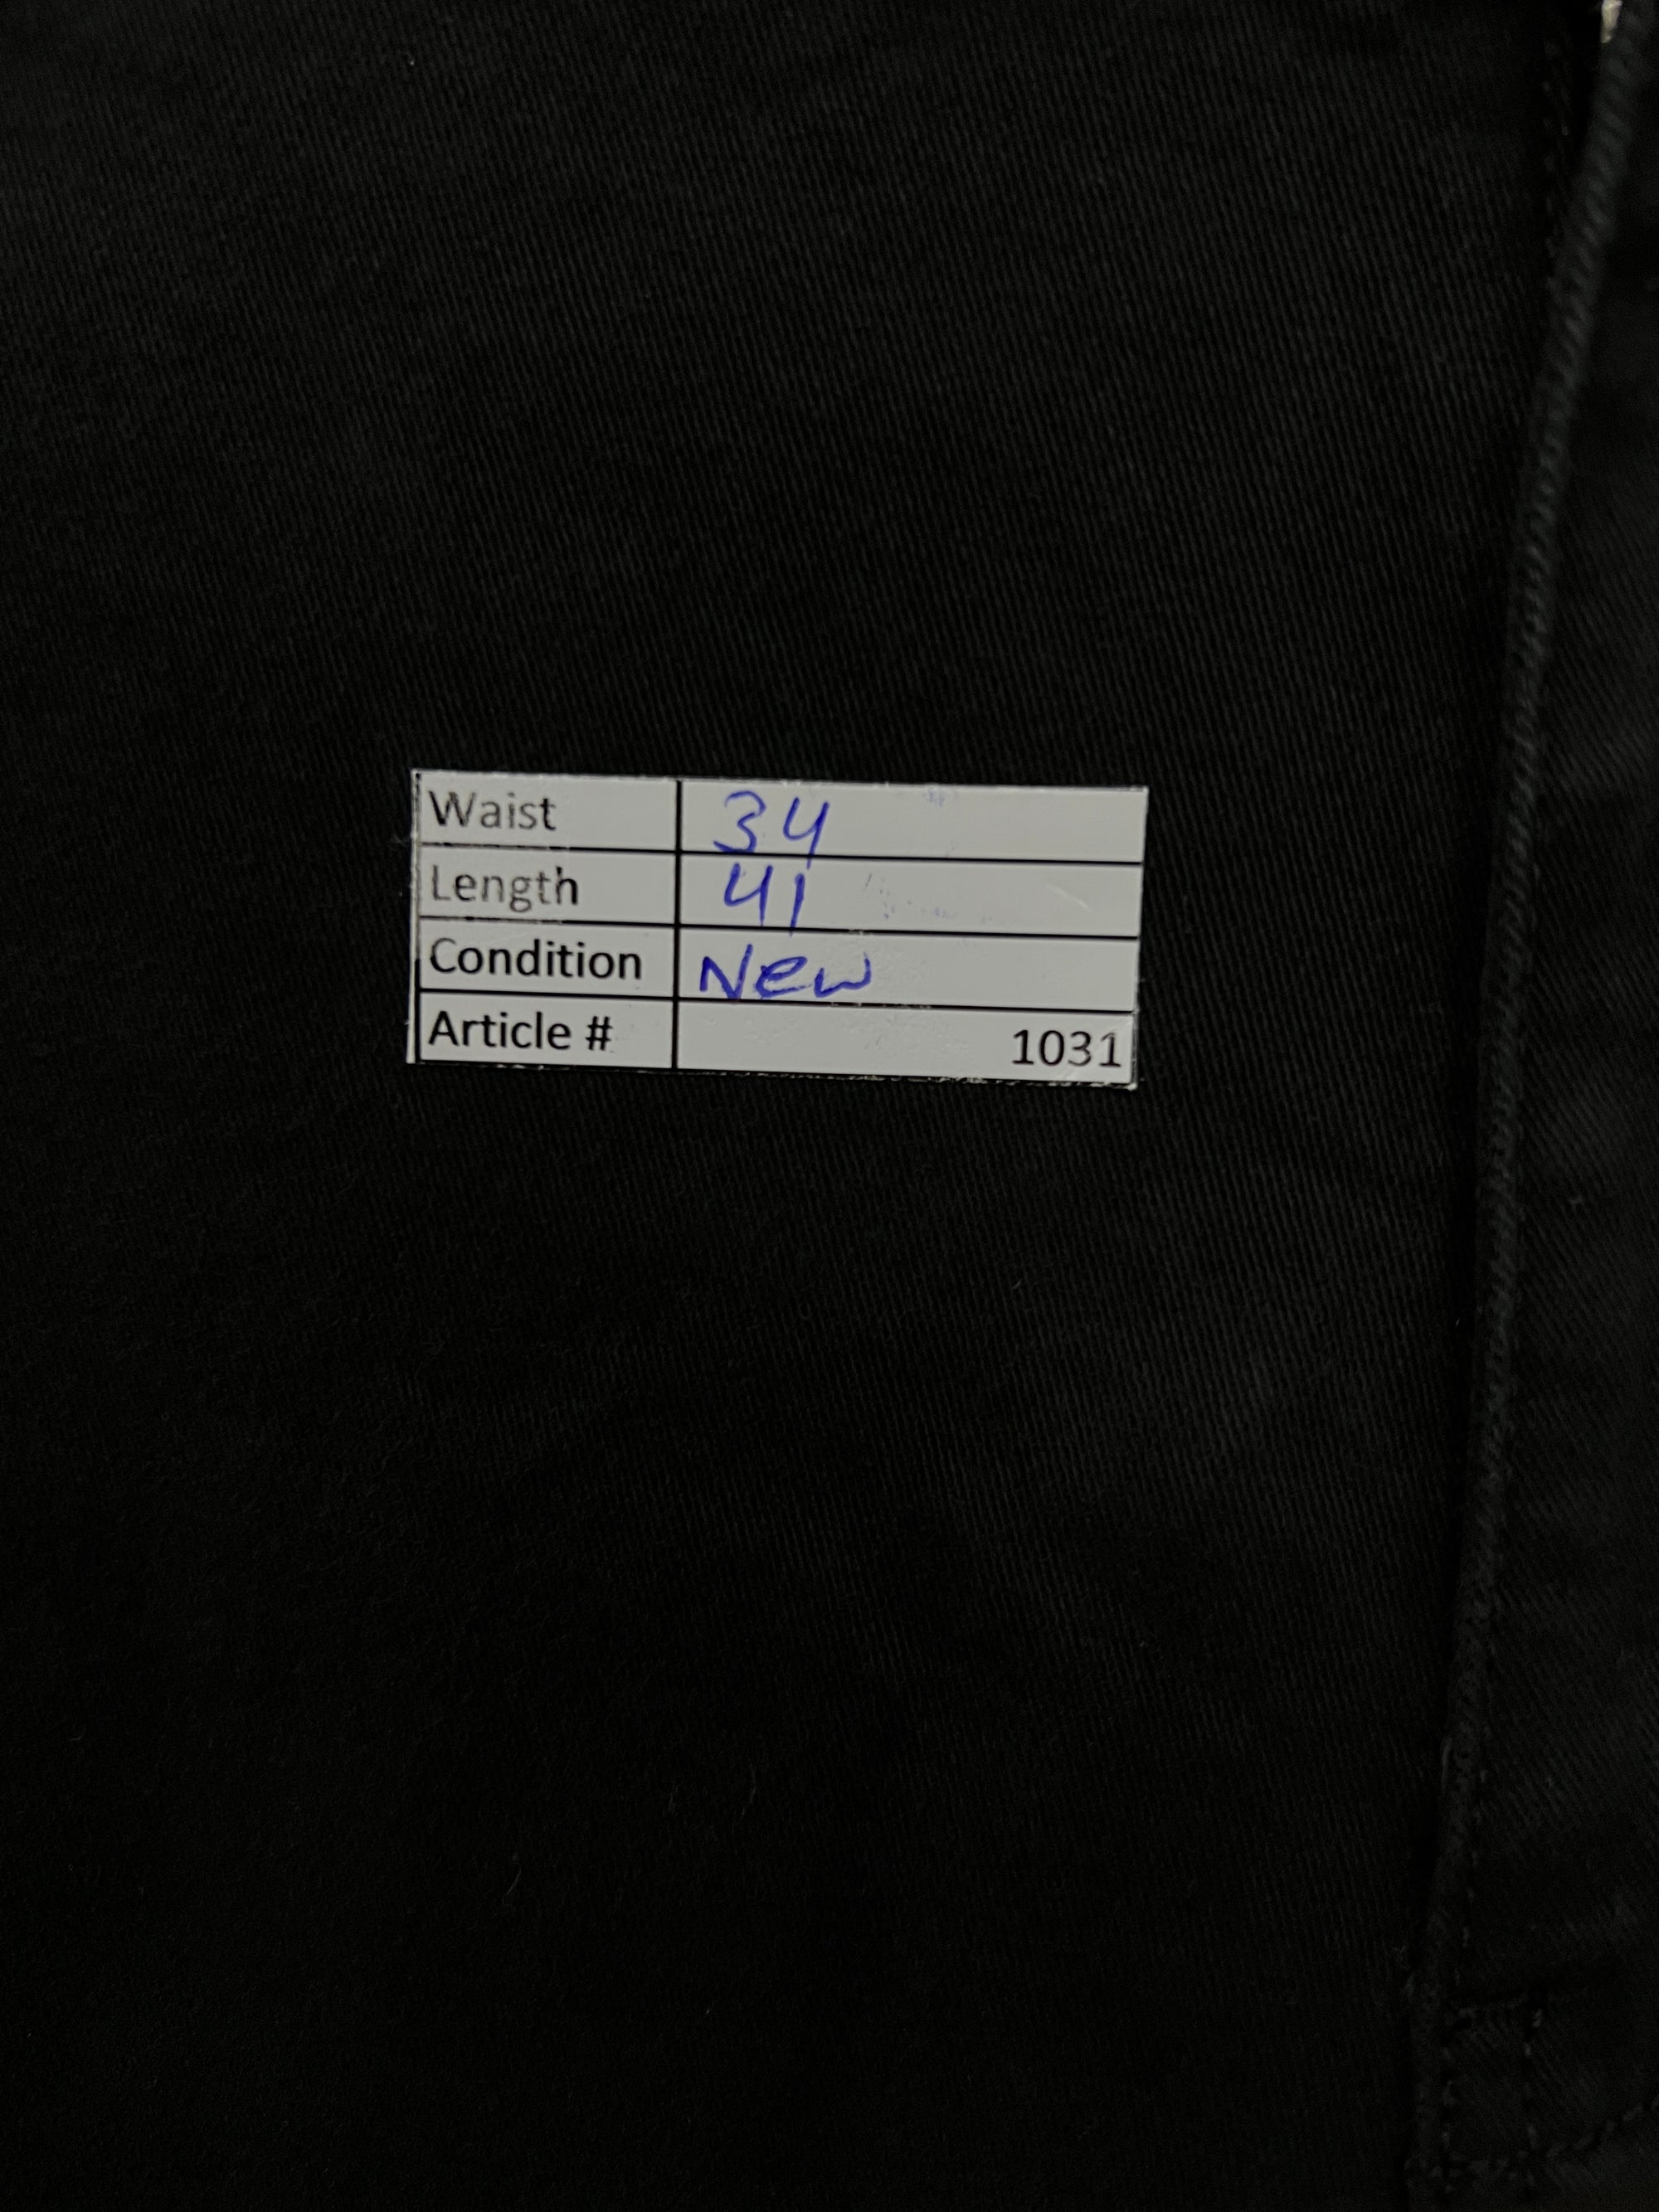 Waist 34
Length 41
Condition New
Article # 1031